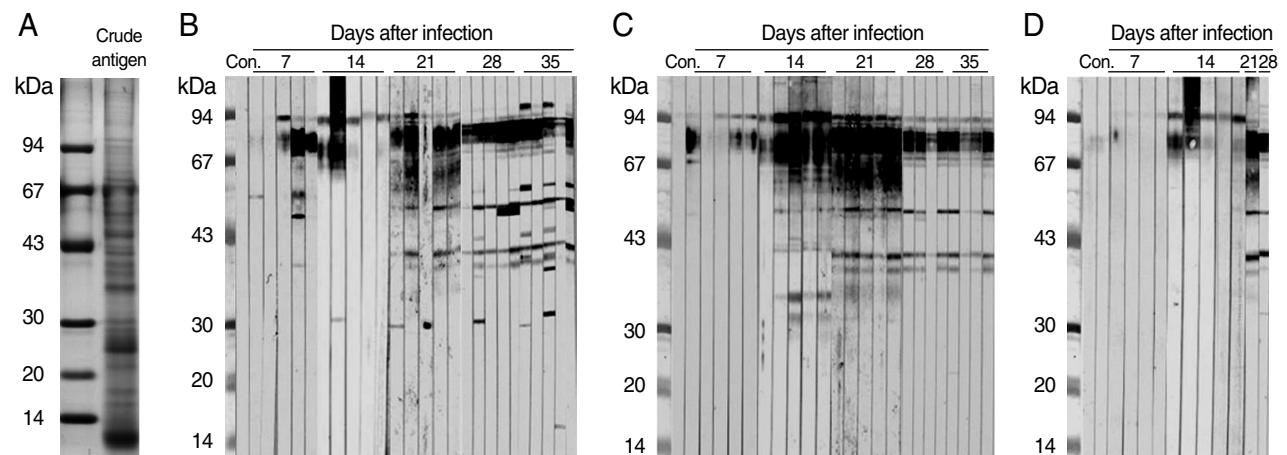 A
Crude
antigen
kDa
94
67
43
30
20
14
B
Days after infection
Con. 7 14 21 28 35
kDa
94
67
43
30
20
14
C
Days after infection
Con. 7 14 21 28 35
kDa
94
67
43
30
20
14
D
Days after infection
Con. 7 14 2128
kDa
94
67
43
30
20
14